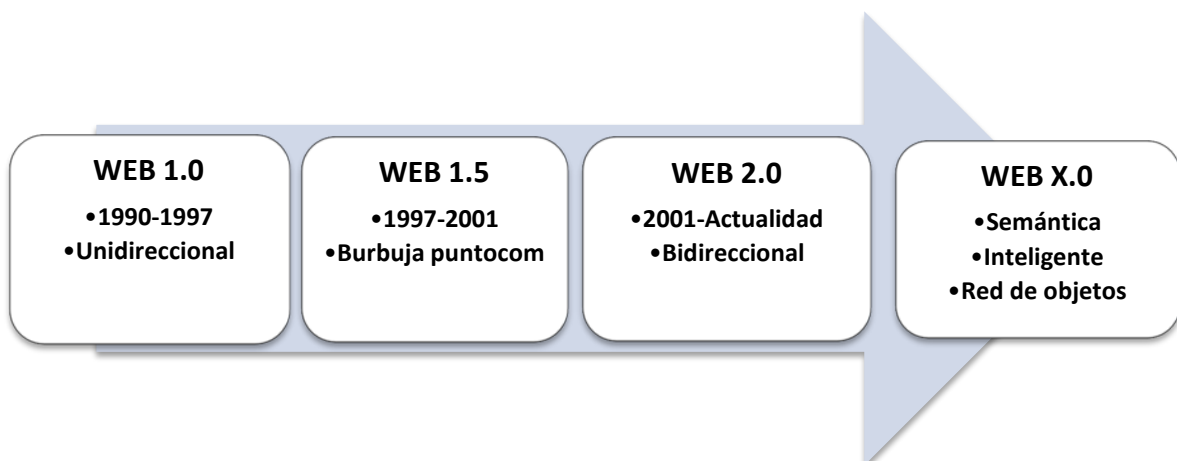 WEB 1.0
•1990-1997
•Unidireccional
WEB 1.5
•1997-2001
•Burbuja puntocom
WEB 2.0
•2001-Actualidad
•Bidireccional
WEB X.0
•Semántica
•Inteligente
•Red de objetos